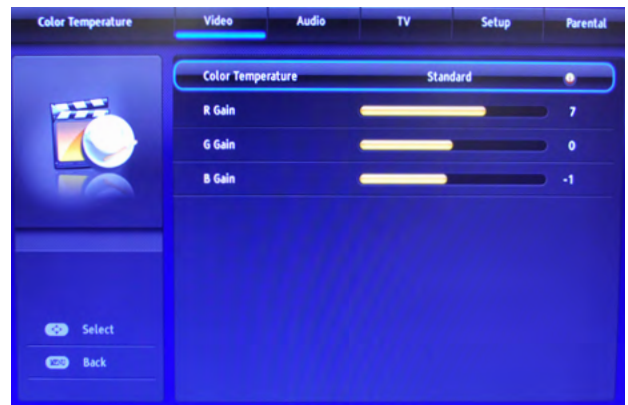 Color Temperature Video Audio TV Setup Parental
Color Temperature Standard
R Gain 7
G Gain 0
B Gain -1
Select
Back